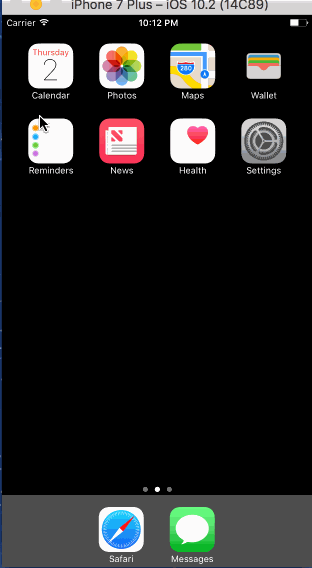 iPhone 7 Plus – iOS 10.2 (14C89)
Carrier 10:12 PM
Thursday
2
280
Calendar Photos Maps Wallet
Reminders News Health Settings
Safari Messages